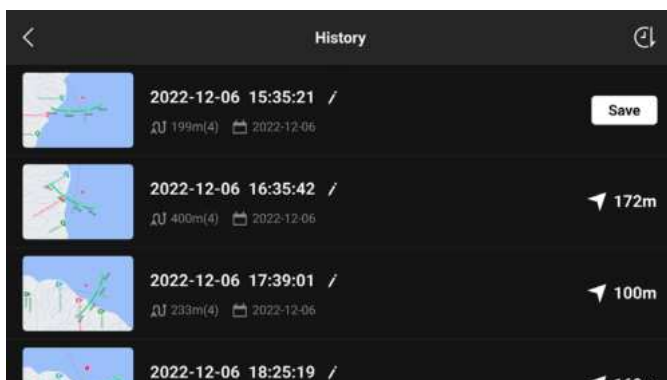 History
2022-12-06 15:35:21
199m(4) 2022-12-06
Save
2022-12-06 16:35:42
400m(4) 2022-12-06
172m
2022-12-06 17:39:01
233m(4) 2022-12-06
100m
2022-12-06 18:25:19